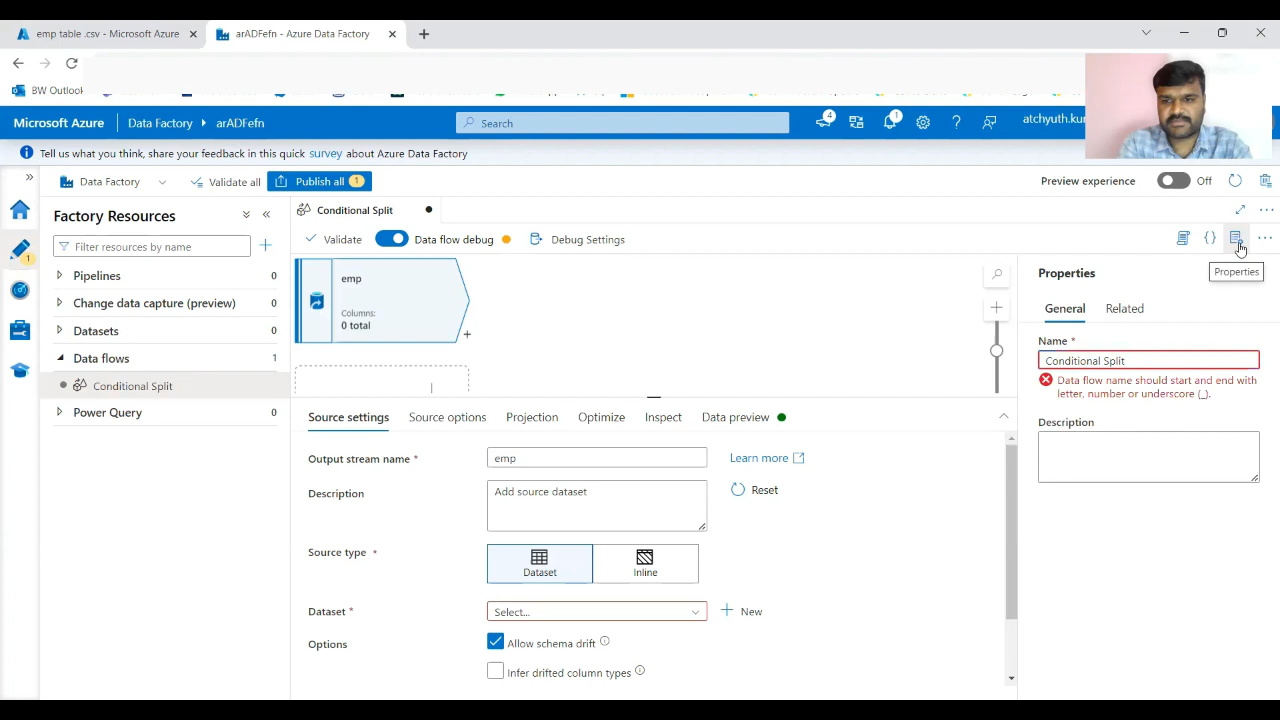 emp table .csv - Microsoft Azure
arADFefn - Azure Data Factory
BW Outlook
Microsoft Azure
Data Factory
arADFefn
Search
4
1
atchyuth.kur
Tell us what you think, share your feedback in this quick survey about Azure Data Factory
Data Factory
Validate all
Publish all 1
Preview experience
Off
Factory Resources
Conditional Split
1
Filter resources by name
Validate
Data flow debug
Debug Settings
Properties
Pipelines 0
Change data capture (preview) 0
Datasets 0
Data flows 1
Conditional Split
Power Query 0
emp
Columns:
0 total
Properties
General
Related
Name *
Conditional Split
Data flow name should start and end with
letter, number or underscore (_).
Description
Source settings
Source options
Projection
Optimize
Inspect
Data preview
Output stream name *
emp
Learn more
Description
Add source dataset
Reset
Source type *
Dataset
Inline
Dataset *
Select...
New
Options
Allow schema drift
Infer drifted column types